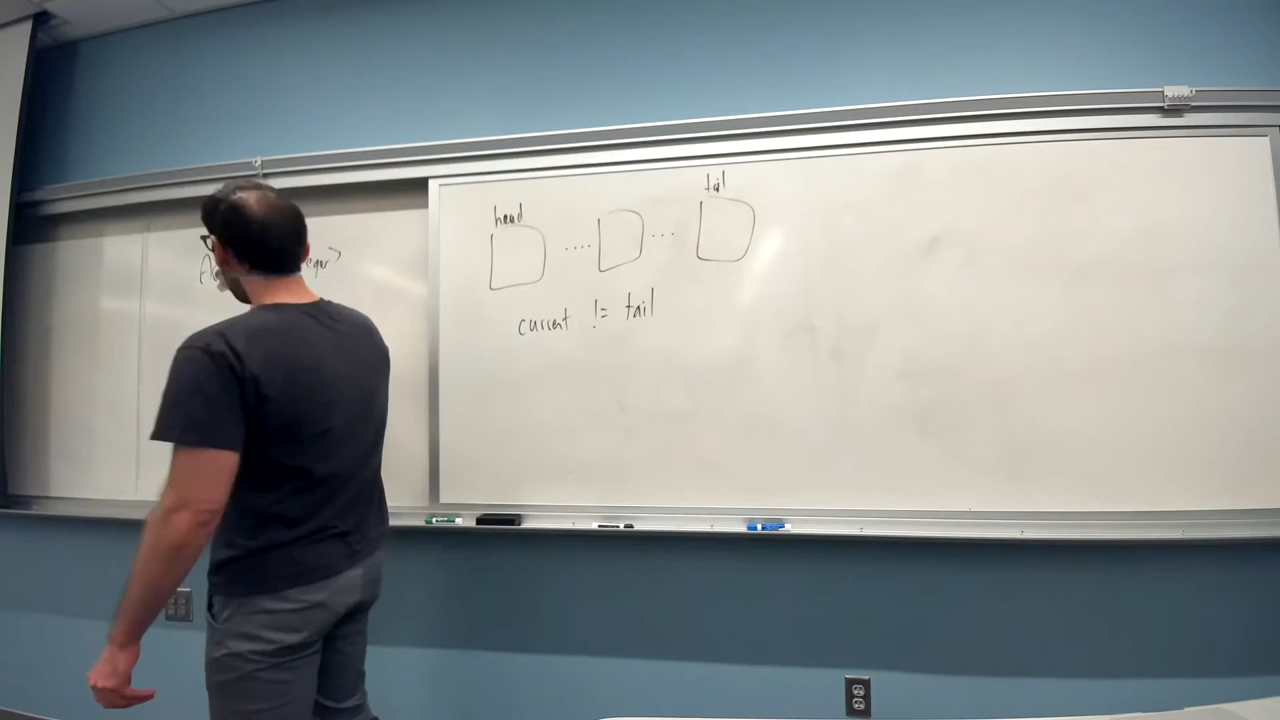 head
tail
.... ...
current != tail